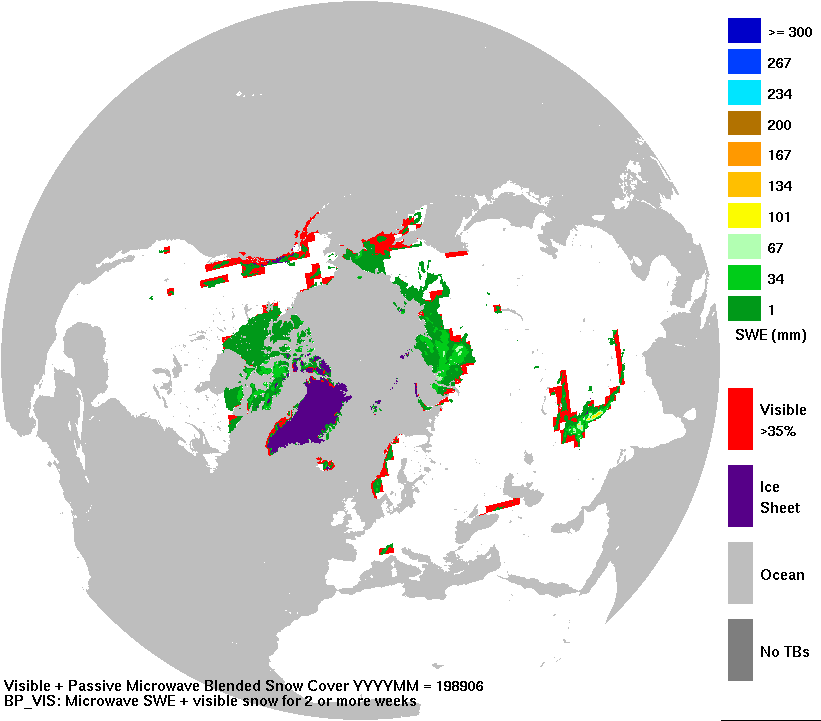 >= 300
267
234
200
167
134
101
67
34
1
SWE (mm)
Visible
>35%
Ice
Sheet
Ocean
No TBs
Visible + Passive Microwave Blended Snow Cover YYYYMM = 198906
BP_VIS: Microwave SWE + visible snow for 2 or more weeks